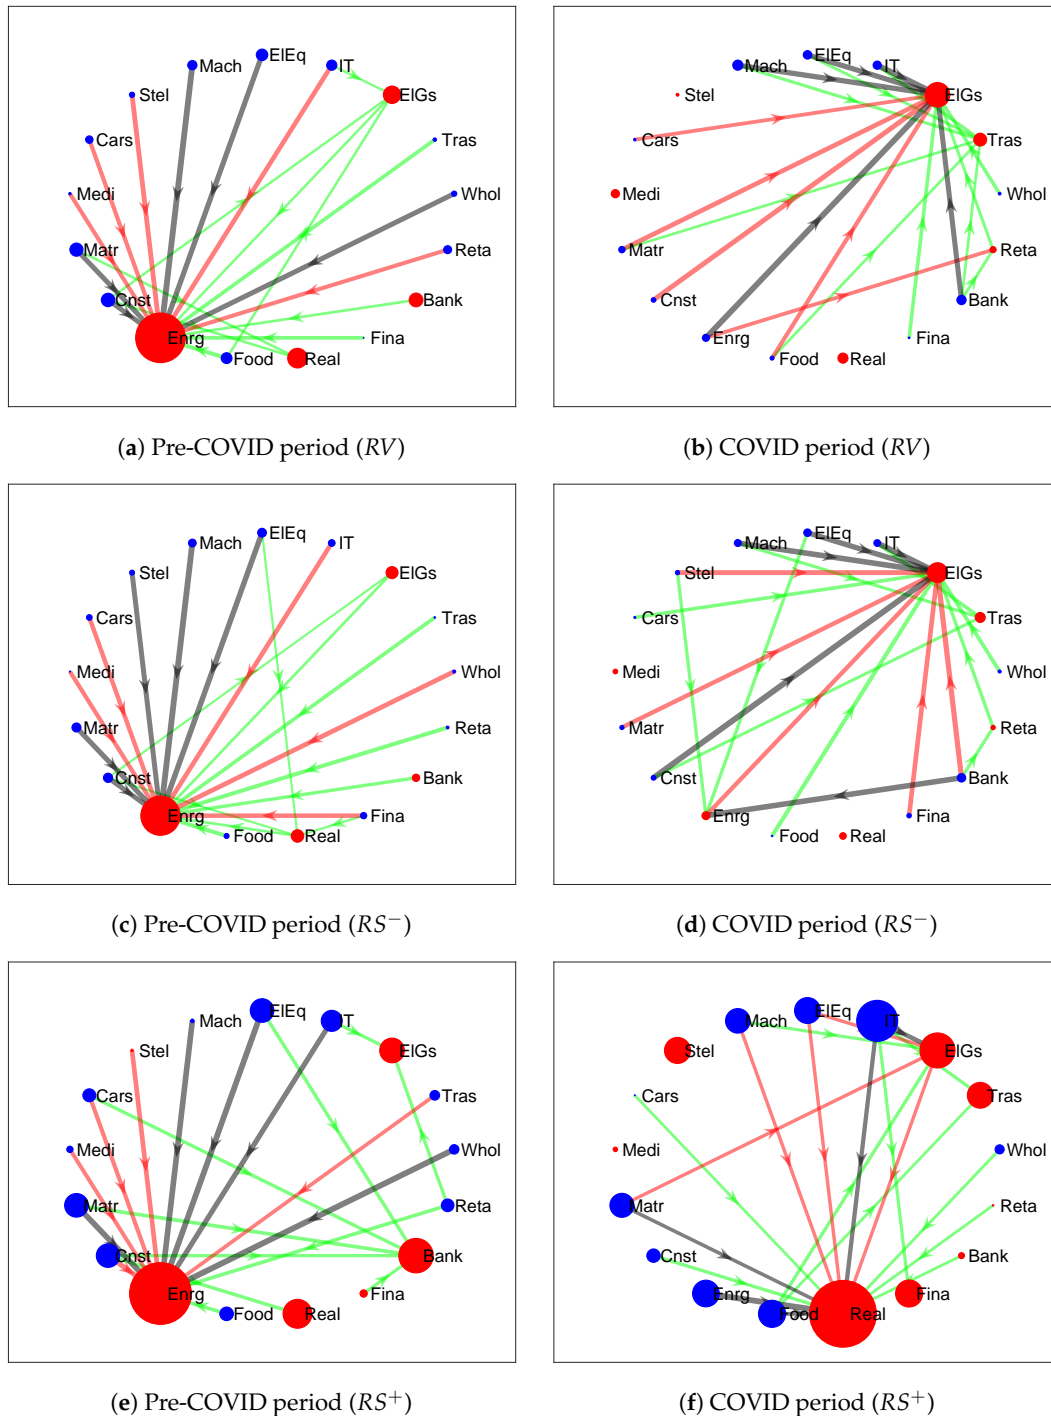 ElEq
IT
Mach
ElGs
Stel
Cars
Tras
Medi
Whol
Matr
Reta
Cnst
Bank
Enrg
Fina
Food
Real
(a) Pre-COVID period (RV)
ElEq
IT
Mach
ElGs
Stel
Cars
Tras
Medi
Whol
Matr
Reta
Cnst
Bank
Enrg
Fina
Food
Real
(b) COVID period (RV)
ElEq
IT
Mach
ElGs
Stel
Cars
Tras
Medi
Whol
Matr
Reta
Cnst
Bank
Enrg
Fina
Food
Real
(c) Pre-COVID period (RS−)
ElEq
IT
Mach
ElGs
Stel
Cars
Tras
Medi
Whol
Matr
Reta
Cnst
Bank
Enrg
Fina
Food
Real
(d) COVID period (RS−)
ElEq
IT
Mach
ElGs
Stel
Cars
Tras
Medi
Whol
Matr
Reta
Cnst
Bank
Enrg
Fina
Food
Real
(e) Pre-COVID period (RS+)
ElEq
IT
Mach
ElGs
Stel
Cars
Tras
Medi
Whol
Matr
Reta
Cnst
Bank
Enrg
Fina
Food
Real
(f) COVID period (RS+)